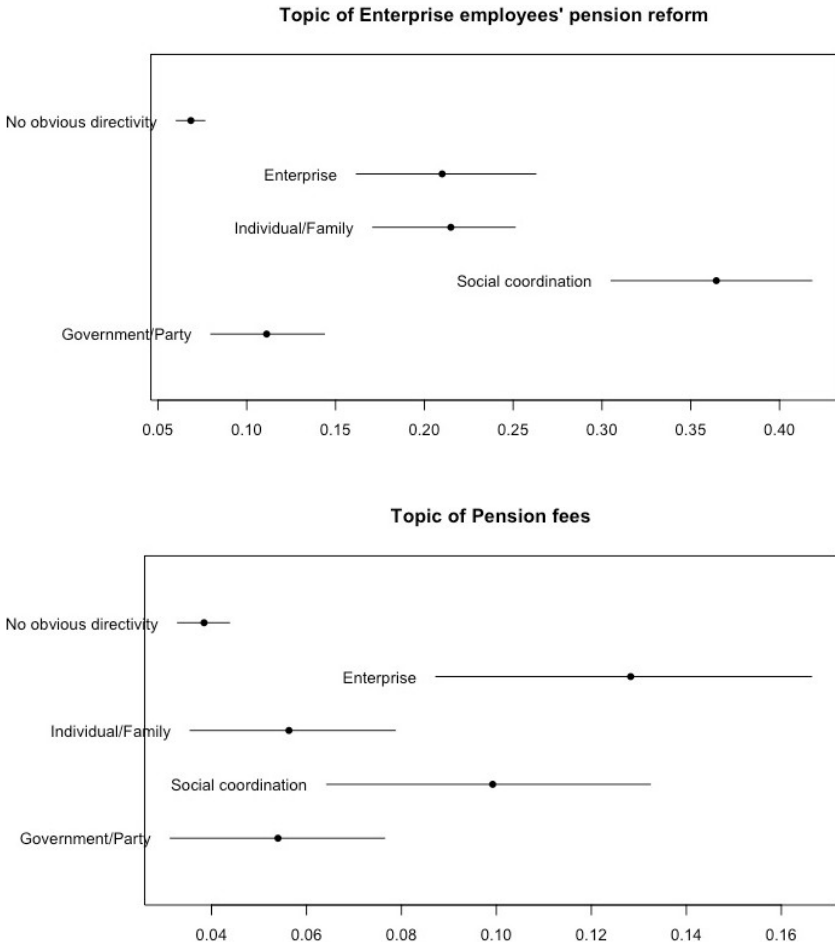 Topic of Enterprise employees' pension reform
No obvious directivity
Enterprise
Individual/Family
Social coordination
Government/Party
0.05 0.10 0.15 0.20 0.25 0.30 0.35 0.40
Topic of Pension fees
No obvious directivity
Enterprise
Individual/Family
Social coordination
Government/Party
0.04 0.06 0.08 0.10 0.12 0.14 0.16